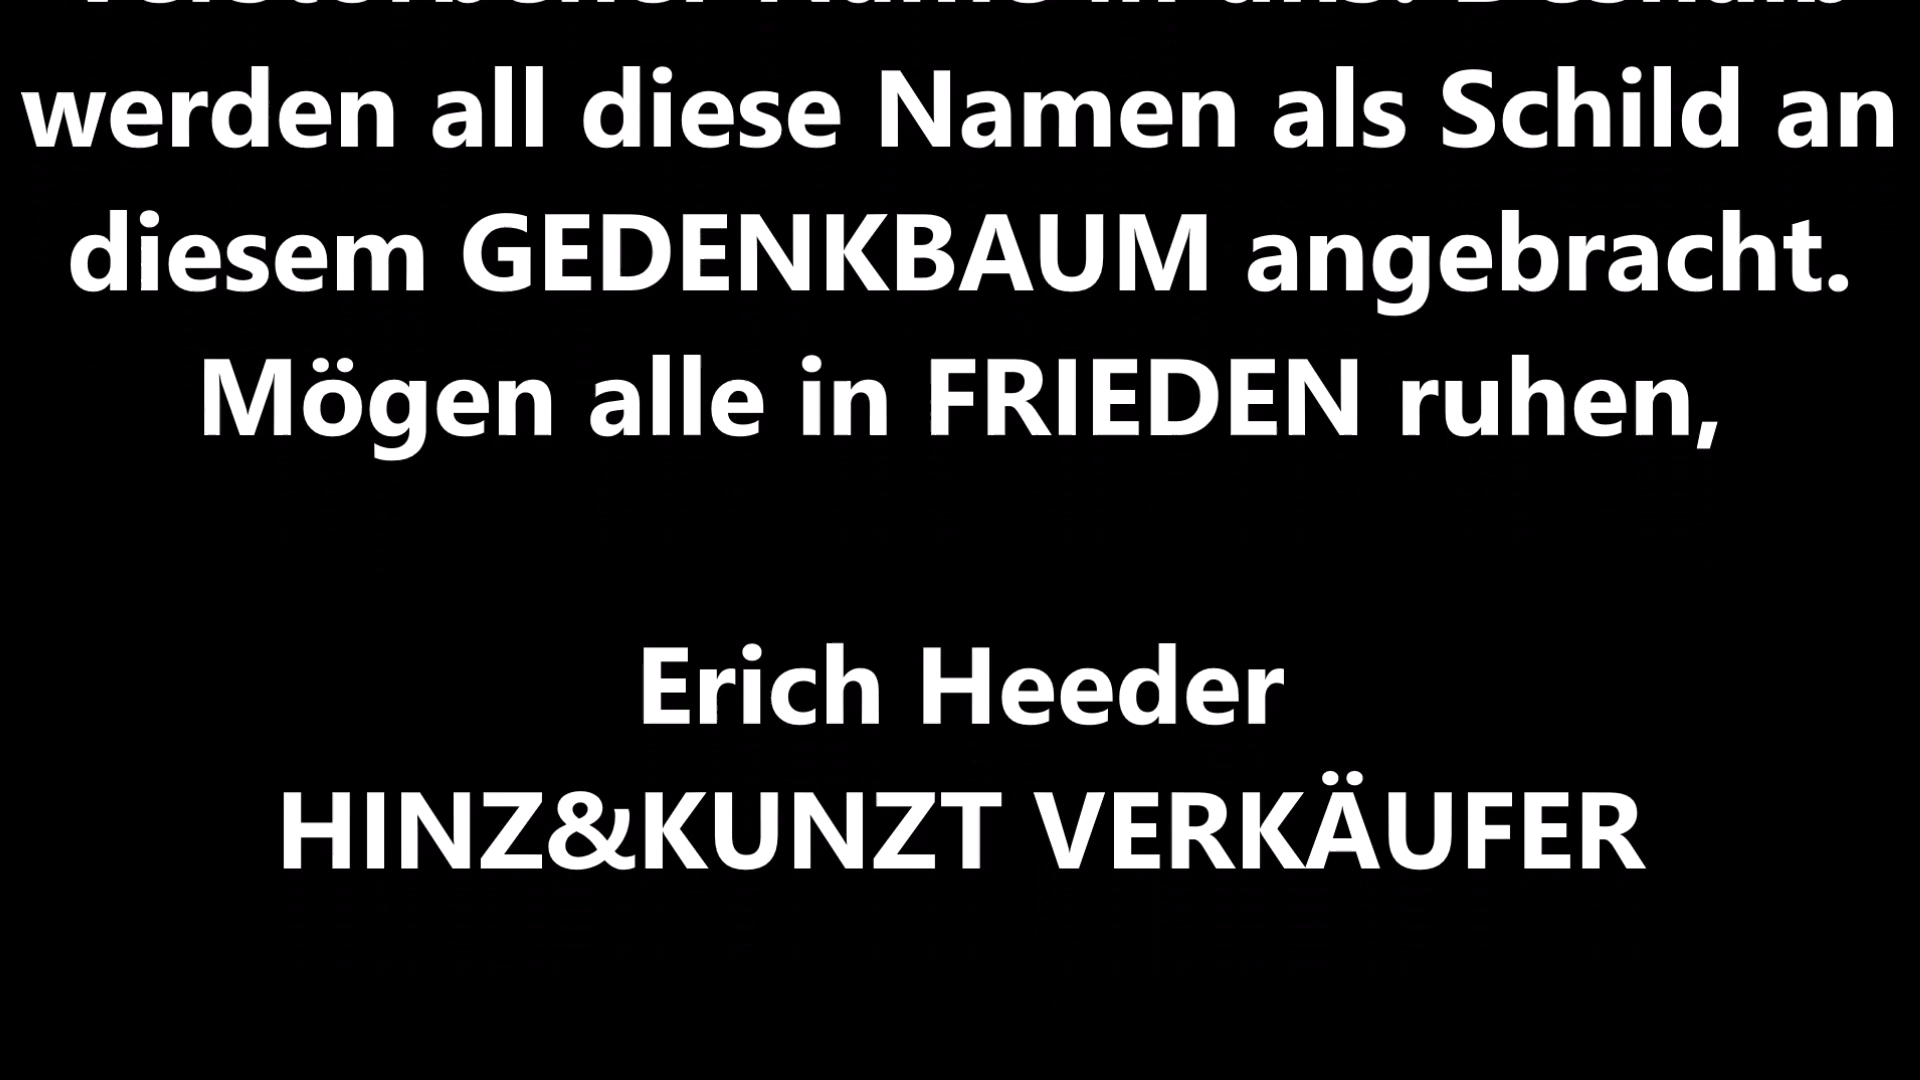 werden all diese Namen als Schild an
diesem GEDENKBAUM angebracht.
Mögen alle in FRIEDEN ruhen,
Erich Heeder
HINZ&KUNZT VERKÄUFER